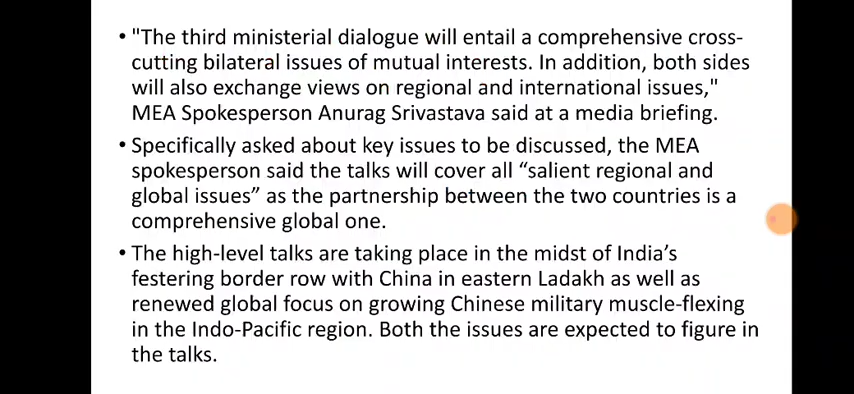 • "The third ministerial dialogue will entail a comprehensive cross-
cutting bilateral issues of mutual interests. In addition, both sides
will also exchange views on regional and international issues,"
MEA Spokesperson Anurag Srivastava said at a media briefing.
• Specifically asked about key issues to be discussed, the MEA
spokesperson said the talks will cover all “salient regional and
global issues” as the partnership between the two countries is a
comprehensive global one.
• The high-level talks are taking place in the midst of India’s
festering border row with China in eastern Ladakh as well as
renewed global focus on growing Chinese military muscle-flexing
in the Indo-Pacific region. Both the issues are expected to figure in
the talks.